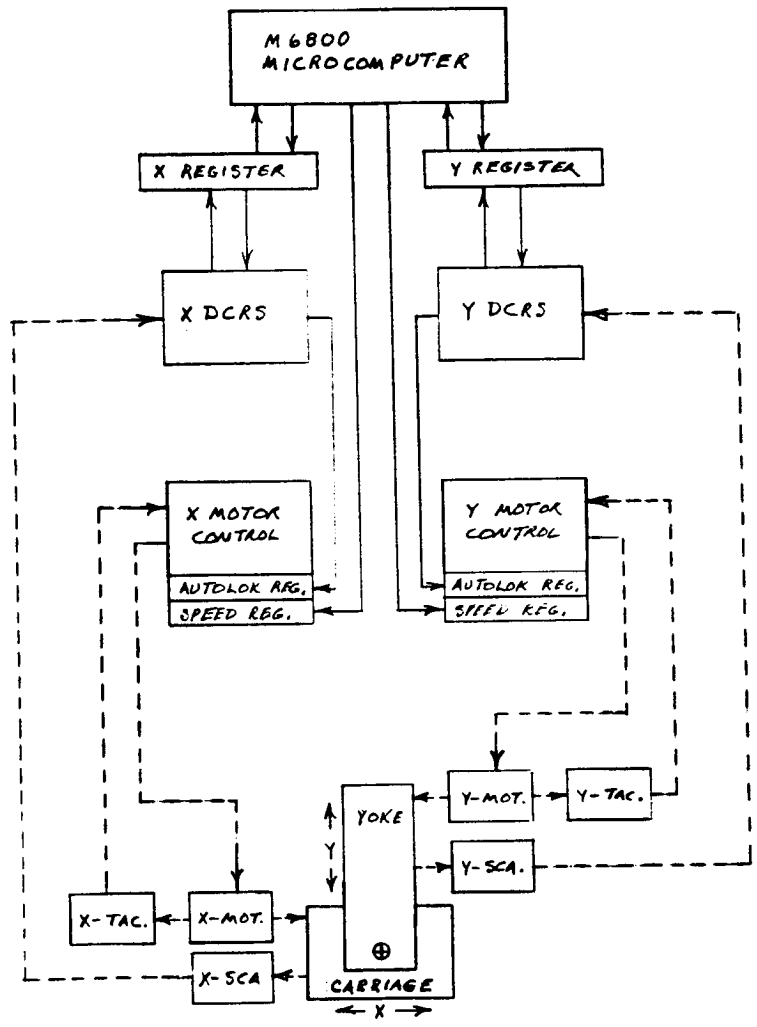 M6800
MICROCOMPUTER
X REGISTER
Y REGISTER
X DCRS
Y DCRS
X MOTOR
CONTROL
AUTOLOK REG.
SPEED REG.
Y MOTOR
CONTROL
AUTOLOK REG.
SPEED REG.
YOKE
Y
Y-MOT.
Y-TAC.
Y-SCA.
X-TAC.
X-MOT.
X-SCA
CARRIAGE
X